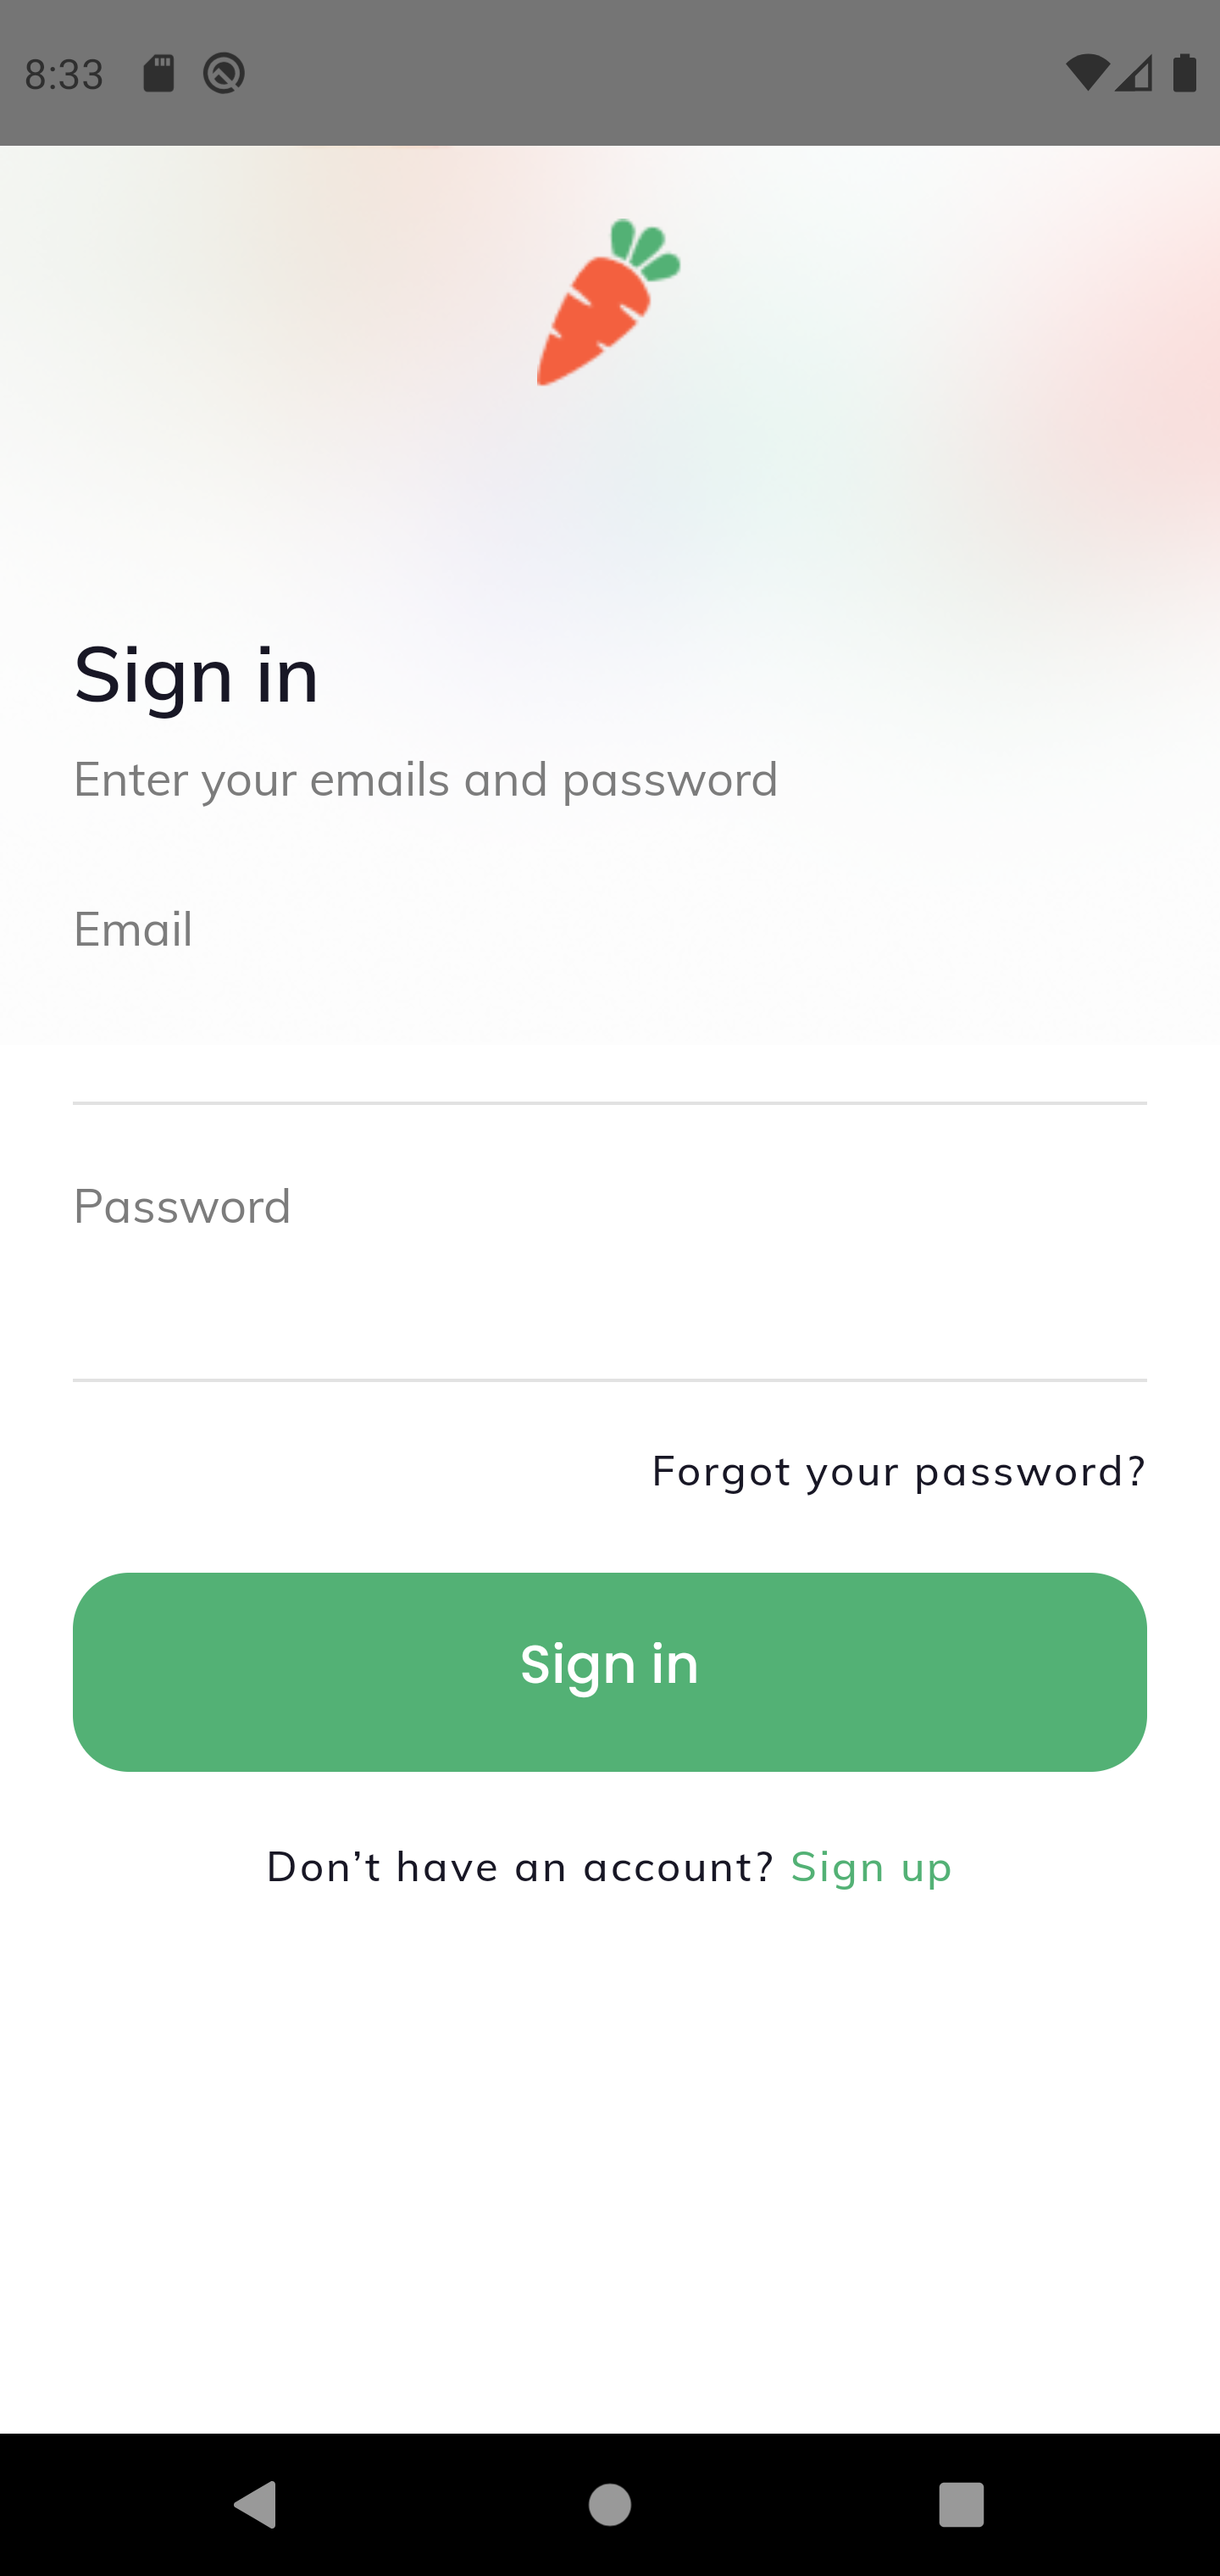 8:33
Sign in
Enter your emails and password
Email
Password
Forgot your password?
Sign in
Don’t have an account? Sign up